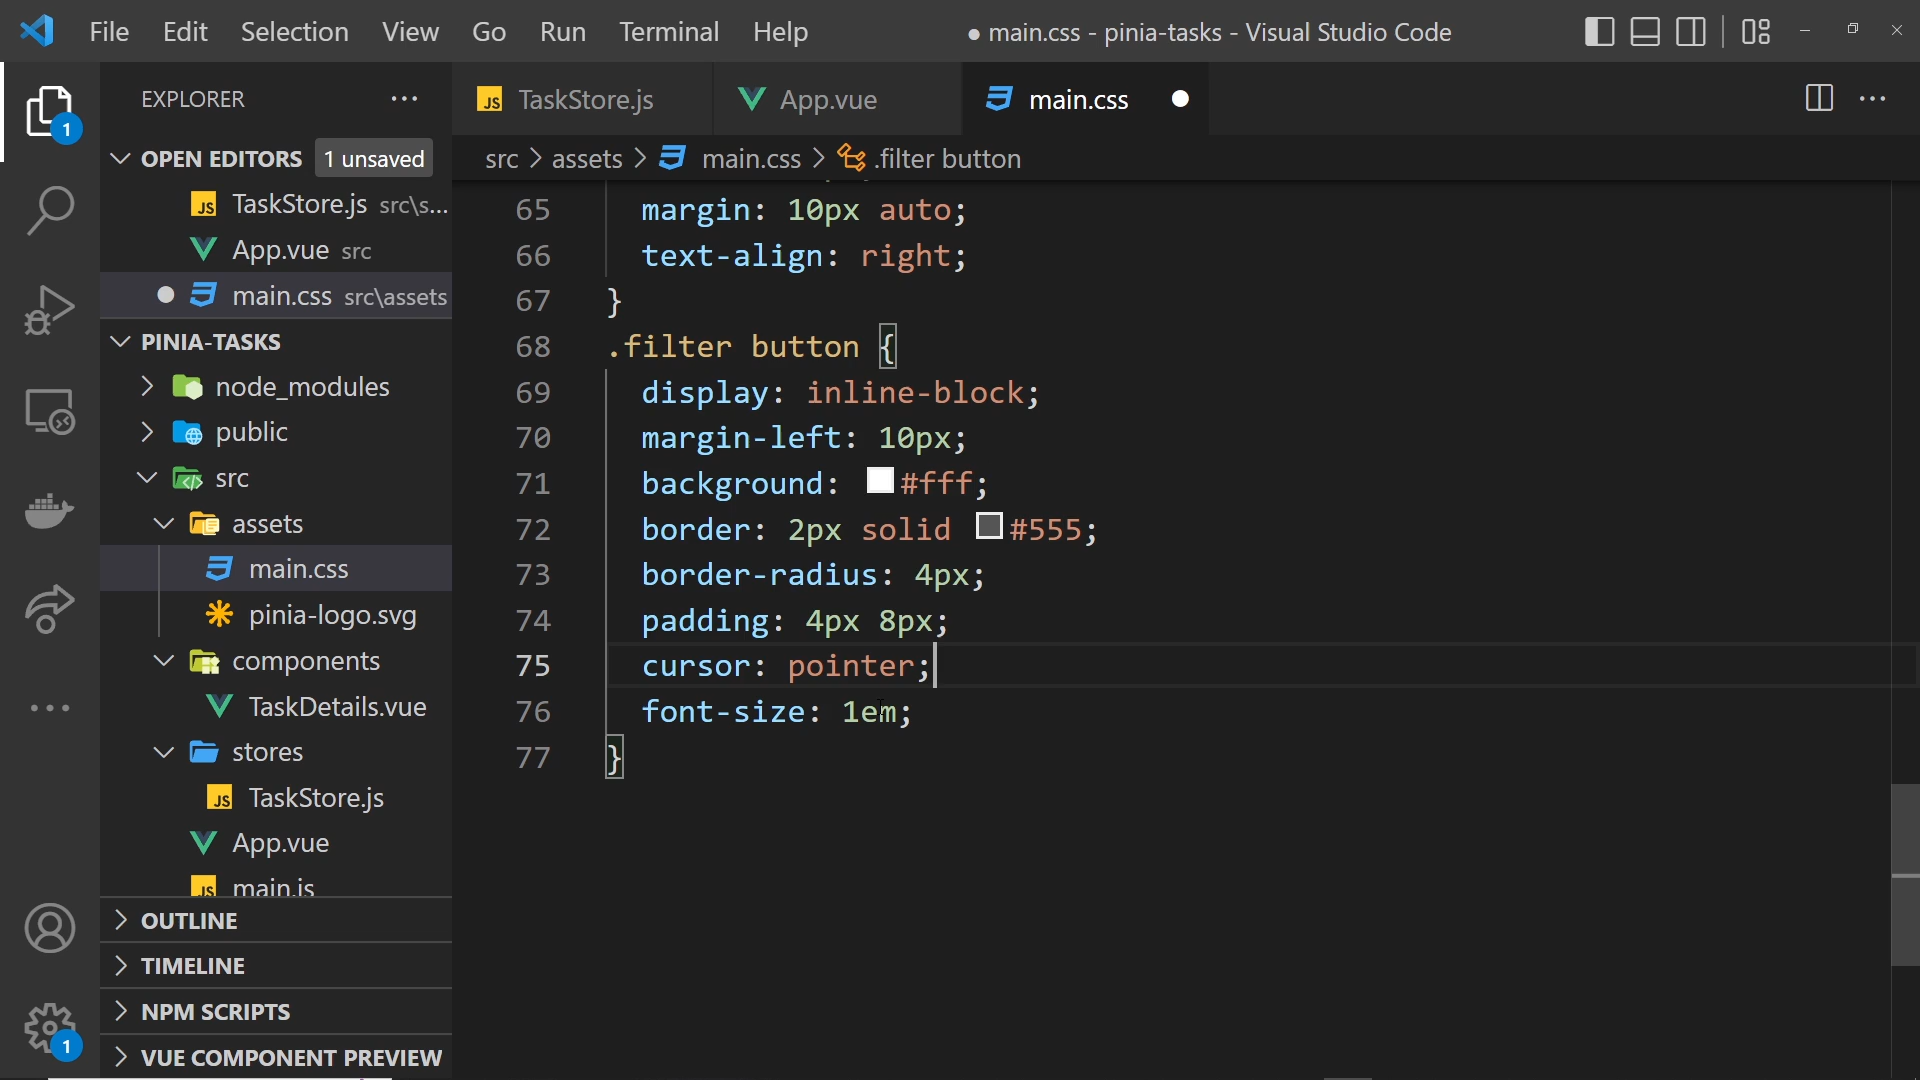 File Edit Selection View Go Run Terminal Help
● main.css - pinia-tasks - Visual Studio Code
EXPLORER
JS TaskStore.js
App.vue
main.css
1
OPEN EDITORS 1 unsaved
src > assets > main.css > .filter button
JS TaskStore.js src\s...
App.vue src
main.css src\assets
PINIA-TASKS
node_modules
public
src
assets
main.css
pinia-logo.svg
components
TaskDetails.vue
stores
JS TaskStore.js
App.vue
JS main.js
OUTLINE
TIMELINE
NPM SCRIPTS
VUE COMPONENT PREVIEW
1
65 margin: 10px auto;
66 text-align: right;
67 }
68 .filter button {
69 display: inline-block;
70 margin-left: 10px;
71 background: #fff;
72 border: 2px solid #555;
73 border-radius: 4px;
74 padding: 4px 8px;
75 cursor: pointer;
76 font-size: 1em;
77 }